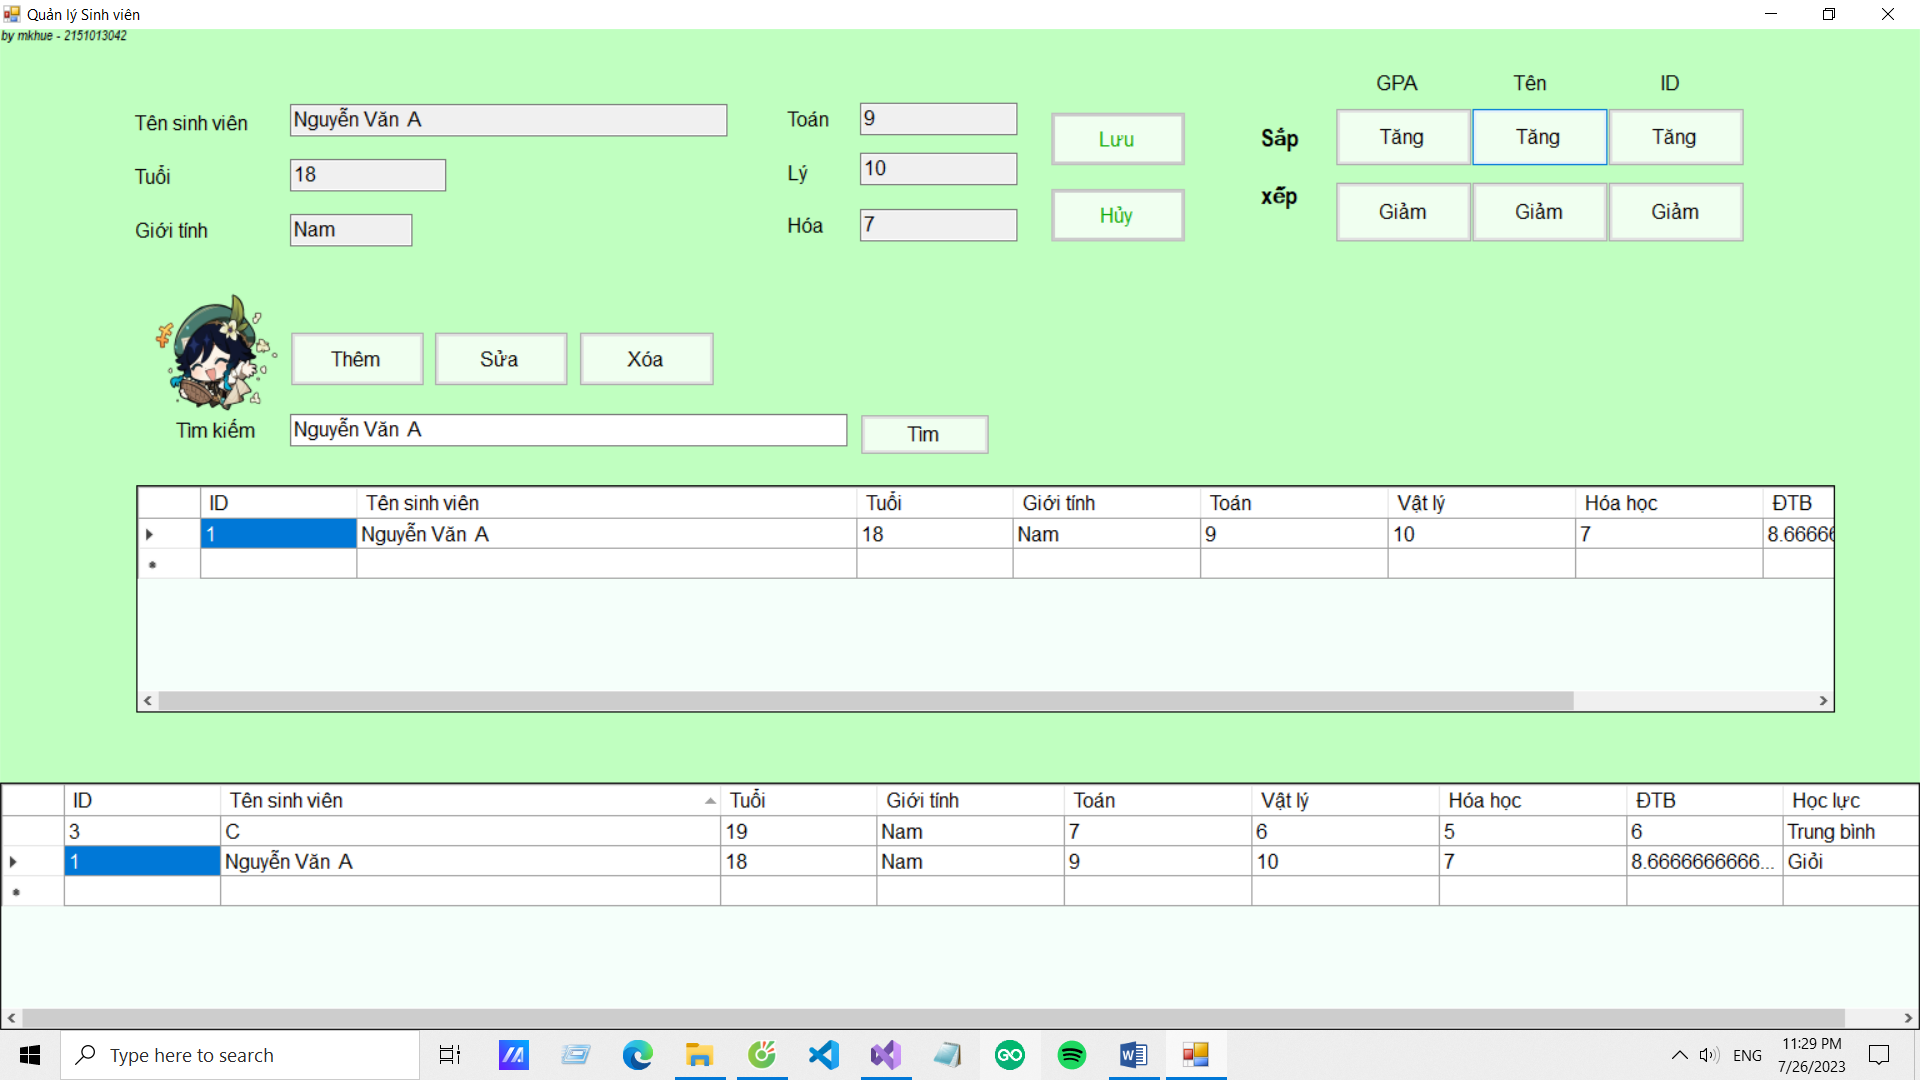 Quản lý Sinh viên
by mkhue - 2151013042
GPA Tên ID
Tên sinh viên Nguyễn Văn A Toán 9 Lưu Sắp Tăng Tăng Tăng
Tuổi 18 Lý 10
Giới tính Nam Hóa 7 Hủy xếp Giảm Giảm Giảm
Thêm Sửa Xóa
Tìm kiếm Nguyễn Văn A Tìm
ID Tên sinh viên Tuổi Giới tính Toán Vật lý Hóa học ĐTB
1 Nguyễn Văn A 18 Nam 9 10 7 8.66666
ID Tên sinh viên Tuổi Giới tính Toán Vật lý Hóa học ĐTB Học lực
3 C 19 Nam 7 6 5 6 Trung bình
1 Nguyễn Văn A 18 Nam 9 10 7 8.6666666666... Giỏi
Type here to search GO W ENG 11:29 PM
7/26/2023